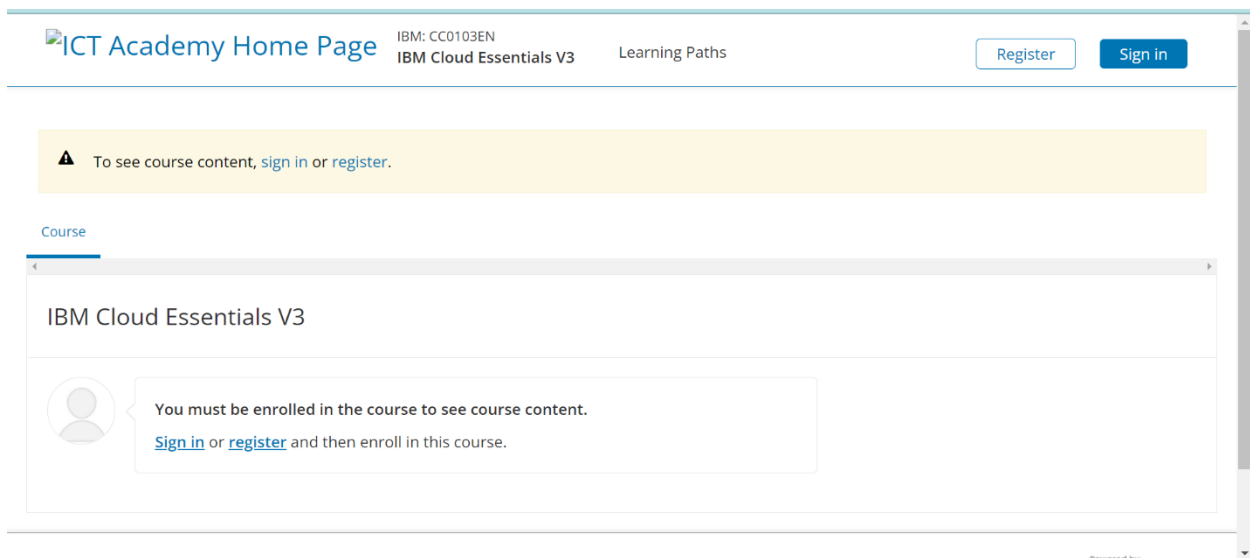 ICT Academy Home Page
IBM: CC0103EN
IBM Cloud Essentials V3
Learning Paths
Register
Sign in
To see course content, sign in or register.
Course
IBM Cloud Essentials V3
You must be enrolled in the course to see course content.
Sign in or register and then enroll in this course.